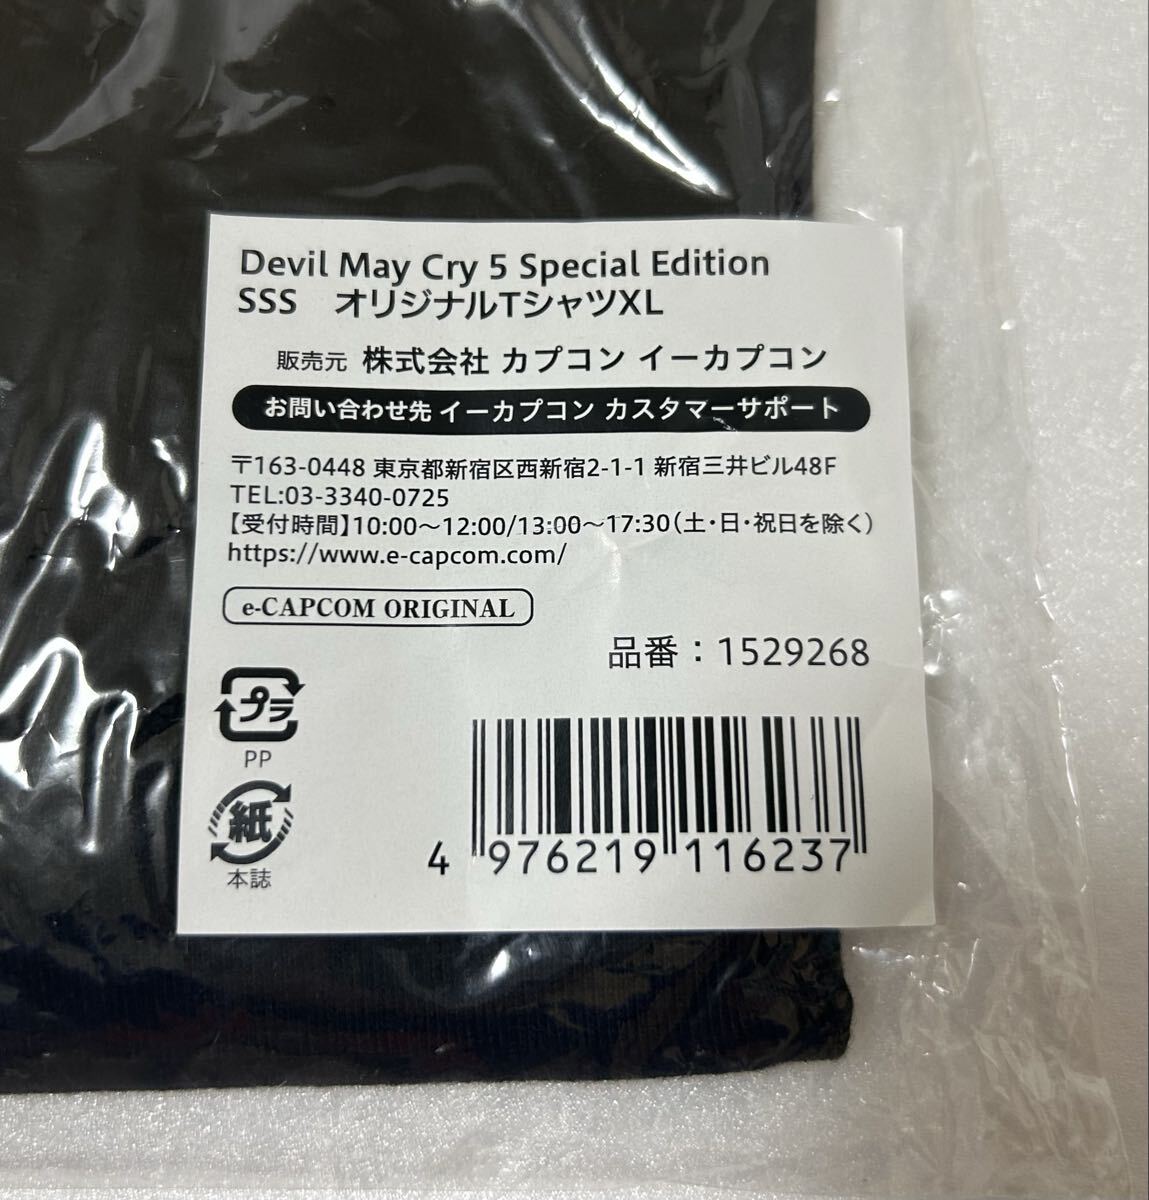 Devil May Cry 5 Special Edition
SSS　オリジナルTシャツXL
販売元 株式会社 カプコン イーカプコン
お問い合わせ先 イーカプコン カスタマーサポート
〒163-0448 東京都新宿区西新宿2-1-1 新宿三井ビル48F
TEL:03-3340-0725
【受付時間】10:00～12:00/13:00～17:30（土・日・祝日を除く）
https://www.e-capcom.com/
e-CAPCOM ORIGINAL
品番：1529268
プラ
PP
紙
本誌
4 976219 116237